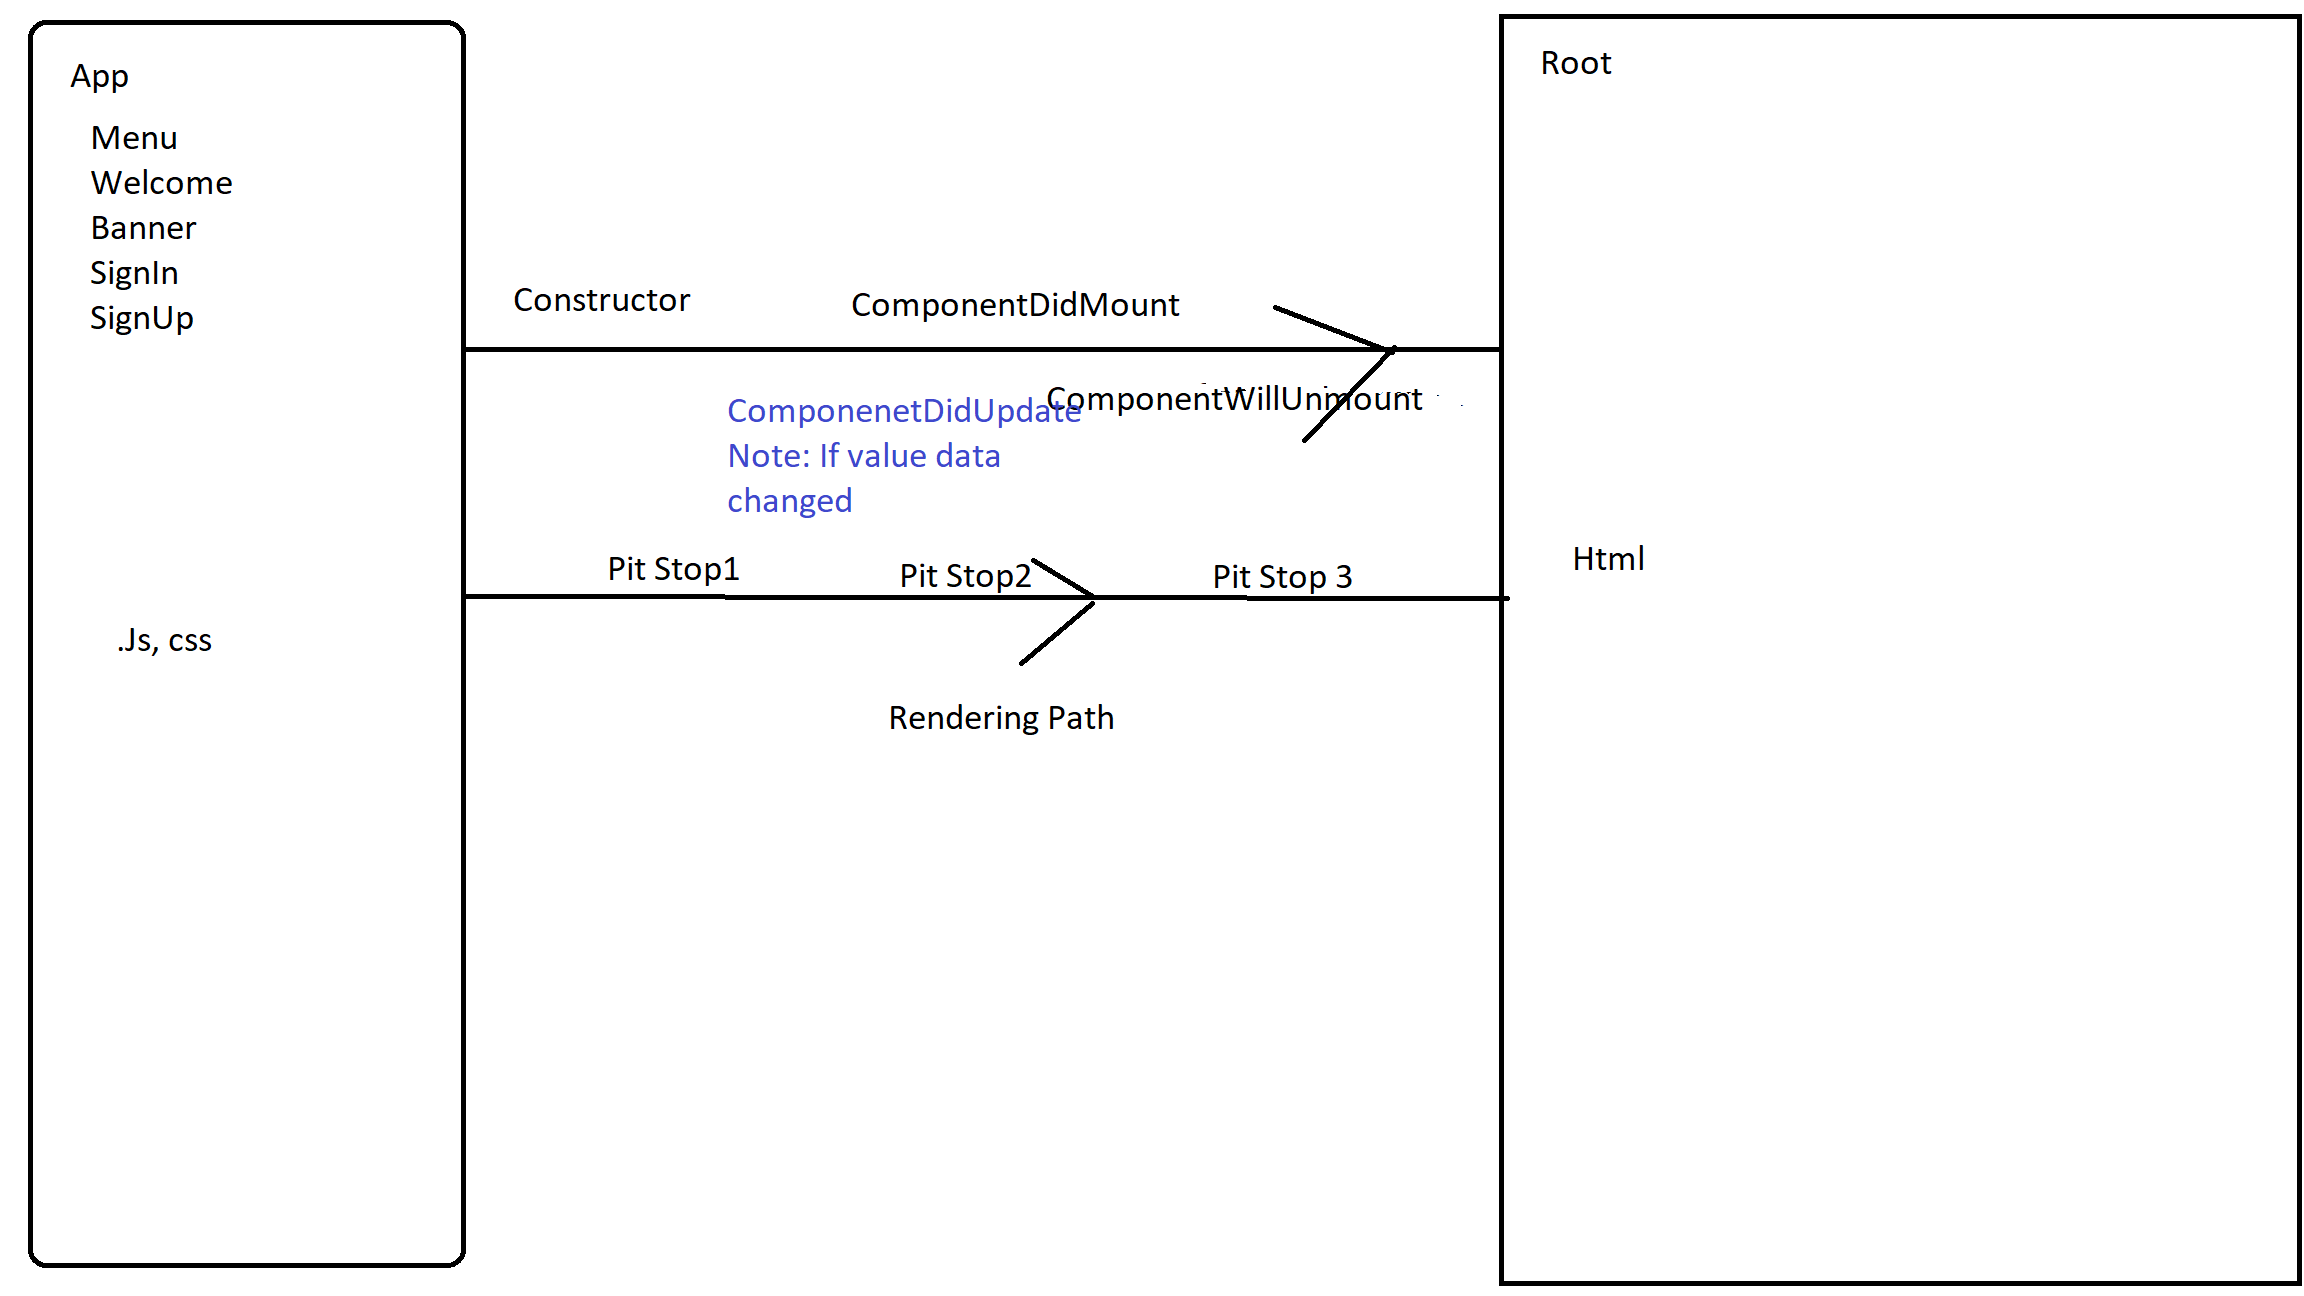 App
Menu
Welcome
Banner
SignIn
SignUp
.Js, css
Constructor
ComponentDidMount
ComponentWillUnmount
ComponenetDidUpdate
Note: If value data
changed
Pit Stop1
Pit Stop2
Pit Stop 3
Rendering Path
Root
Html